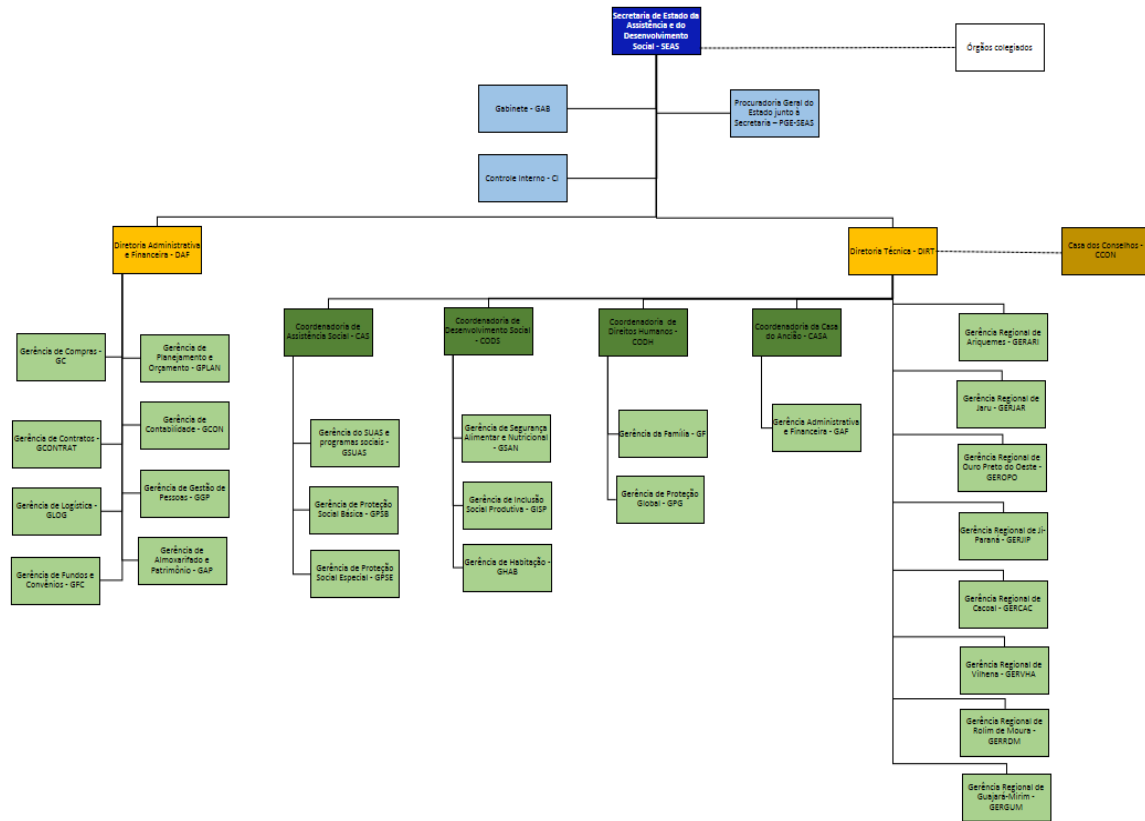 Secretaria de Estado da
Assistência e do
Desenvolvimento
Social - SEAS
Órgãos colegiados
Gabinete - GAB
Procuradoria Geral do
Estado junto à
Secretaria – PGE-SEAS
Controle Interno - CI
Diretoria Administrativa
e Financeira - DAF
Diretoria Técnica - DIRT
Casa dos Conselhos -
CCON
Coordenadoria de
Assistência Social - CAS
Coordenadoria de
Desenvolvimento Social -
CODS
Coordenadoria de
Direitos Humanos -
CODH
Coordenadoria da Casa
do Ancião - CASA
Gerência de Compras -
GC
Gerência de
Planejamento e
Orçamento - GPLAN
Gerência de Contratos -
GCONTRAT
Gerência de
Contabilidade - GCON
Gerência de Logística -
GLOG
Gerência de Gestão de
Pessoas - GGP
Gerência de Fundos e
Convênios - GFC
Gerência de
Almoxarifado e
Patrimônio - GAP
Gerência do SUAS e
programas sociais -
GSUAS
Gerência de Proteção
Social Básica - GPSB
Gerência de Proteção
Social Especial - GPSE
Gerência de Segurança
Alimentar e Nutricional -
GSAN
Gerência de Inclusão
Social Produtiva - GISP
Gerência de Habitação -
GHAB
Gerência da Família - GF
Gerência de Proteção
Global - GPG
Gerência Administrativa
e Financeira - GAF
Gerência Regional de
Ariquemes - GERARI
Gerência Regional de
Jaru - GERJAR
Gerência Regional de
Ouro Preto do Oeste -
GEROPO
Gerência Regional de Ji-
Paraná - GERJIP
Gerência Regional de
Cacoal - GERCAC
Gerência Regional de
Vilhena - GERVHA
Gerência Regional de
Rolim de Moura -
GERRDM
Gerência Regional de
Guajará-Mirim -
GERGUM